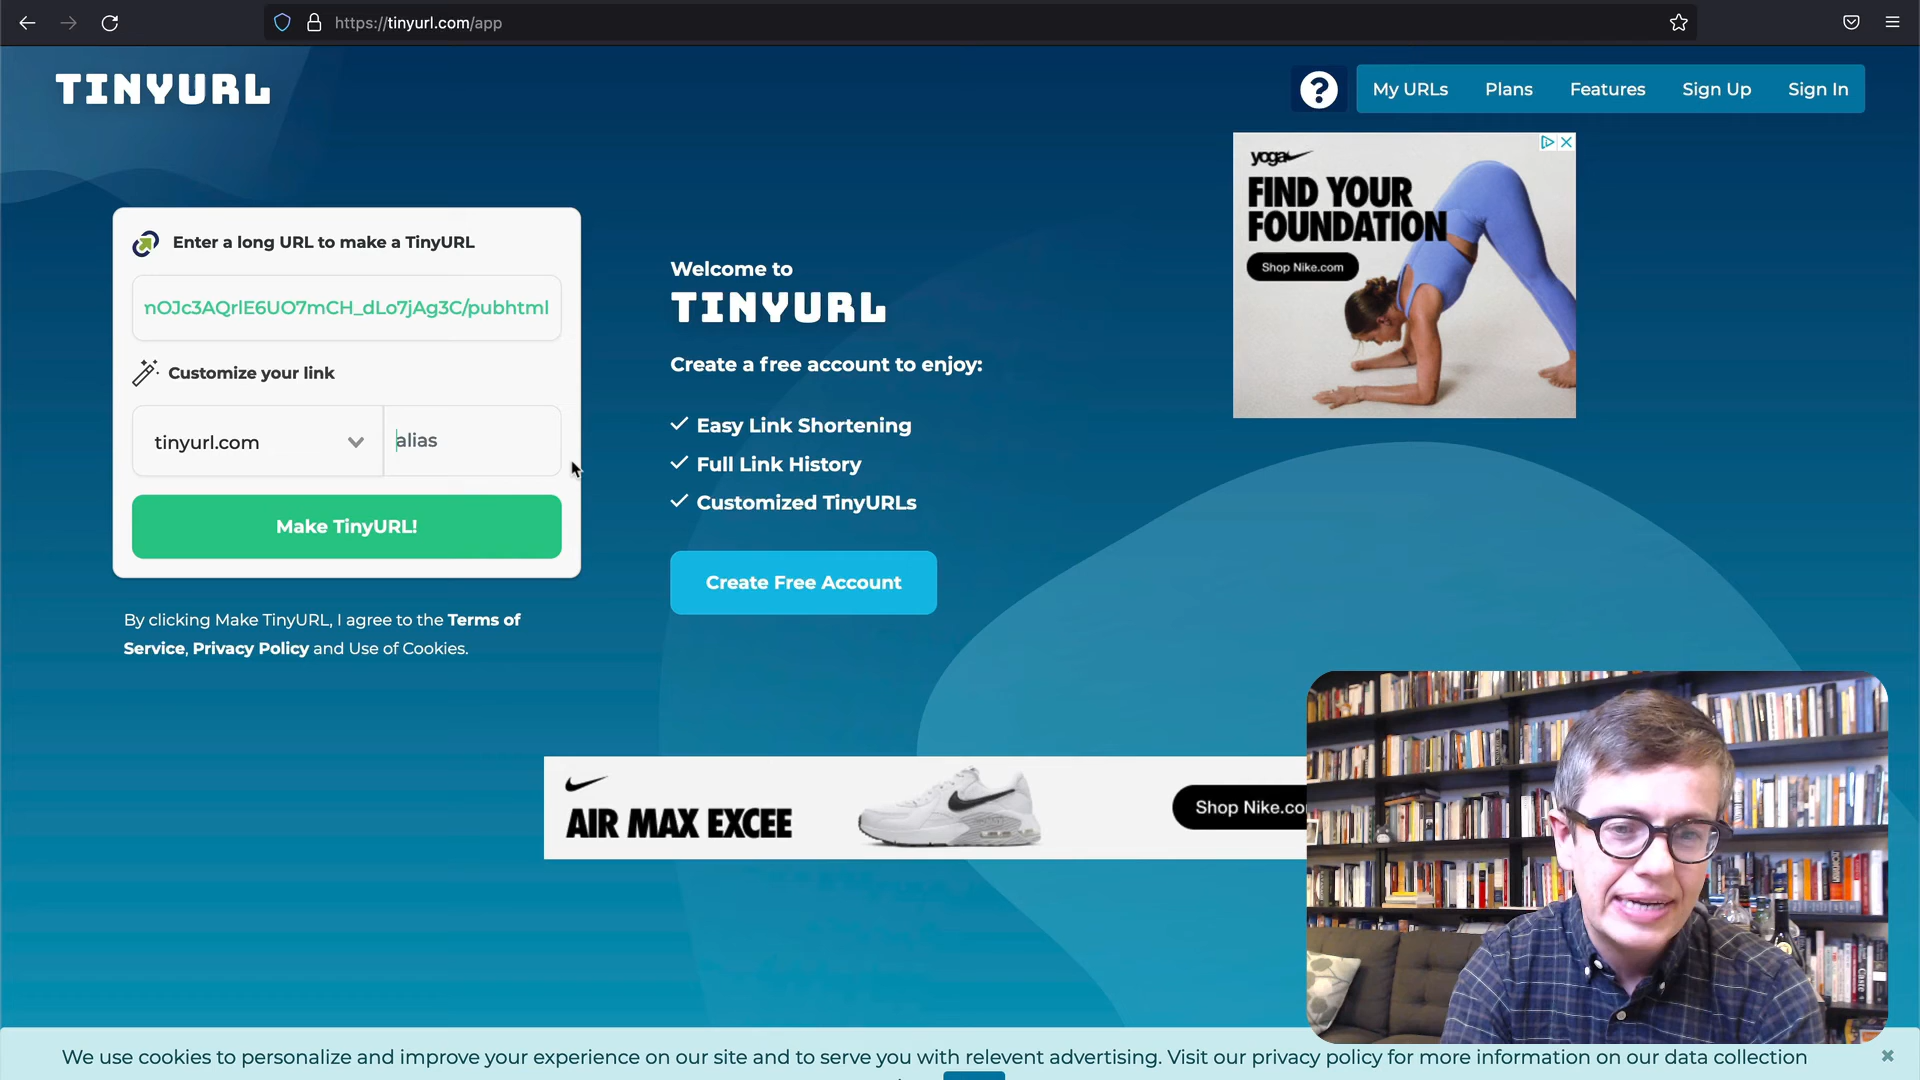 https://tinyurl.com/app
TINYURL
?
My URLs
Plans
Features
Sign Up
Sign In
Enter a long URL to make a TinyURL
nOJc3AQrlE6UO7mCH_dLo7jAg3C/pubhtml
Customize your link
tinyurl.com
alias
Make TinyURL!
By clicking Make TinyURL, I agree to the Terms of
Service, Privacy Policy and Use of Cookies.
Welcome to
TINYURL
Create a free account to enjoy:
Easy Link Shortening
Full Link History
Customized TinyURLs
Create Free Account
yoga
FIND YOUR
FOUNDATION
Shop Nike.com
AIR MAX EXCEE
Shop Nike.co
We use cookies to personalize and improve your experience on our site and to serve you with relevent advertising. Visit our privacy policy for more information on our data collection